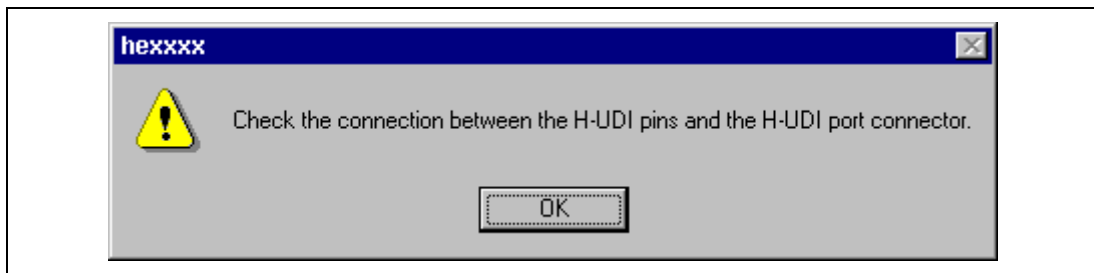 hexxxx
Check the connection between the H-UDI pins and the H-UDI port connector.
OK